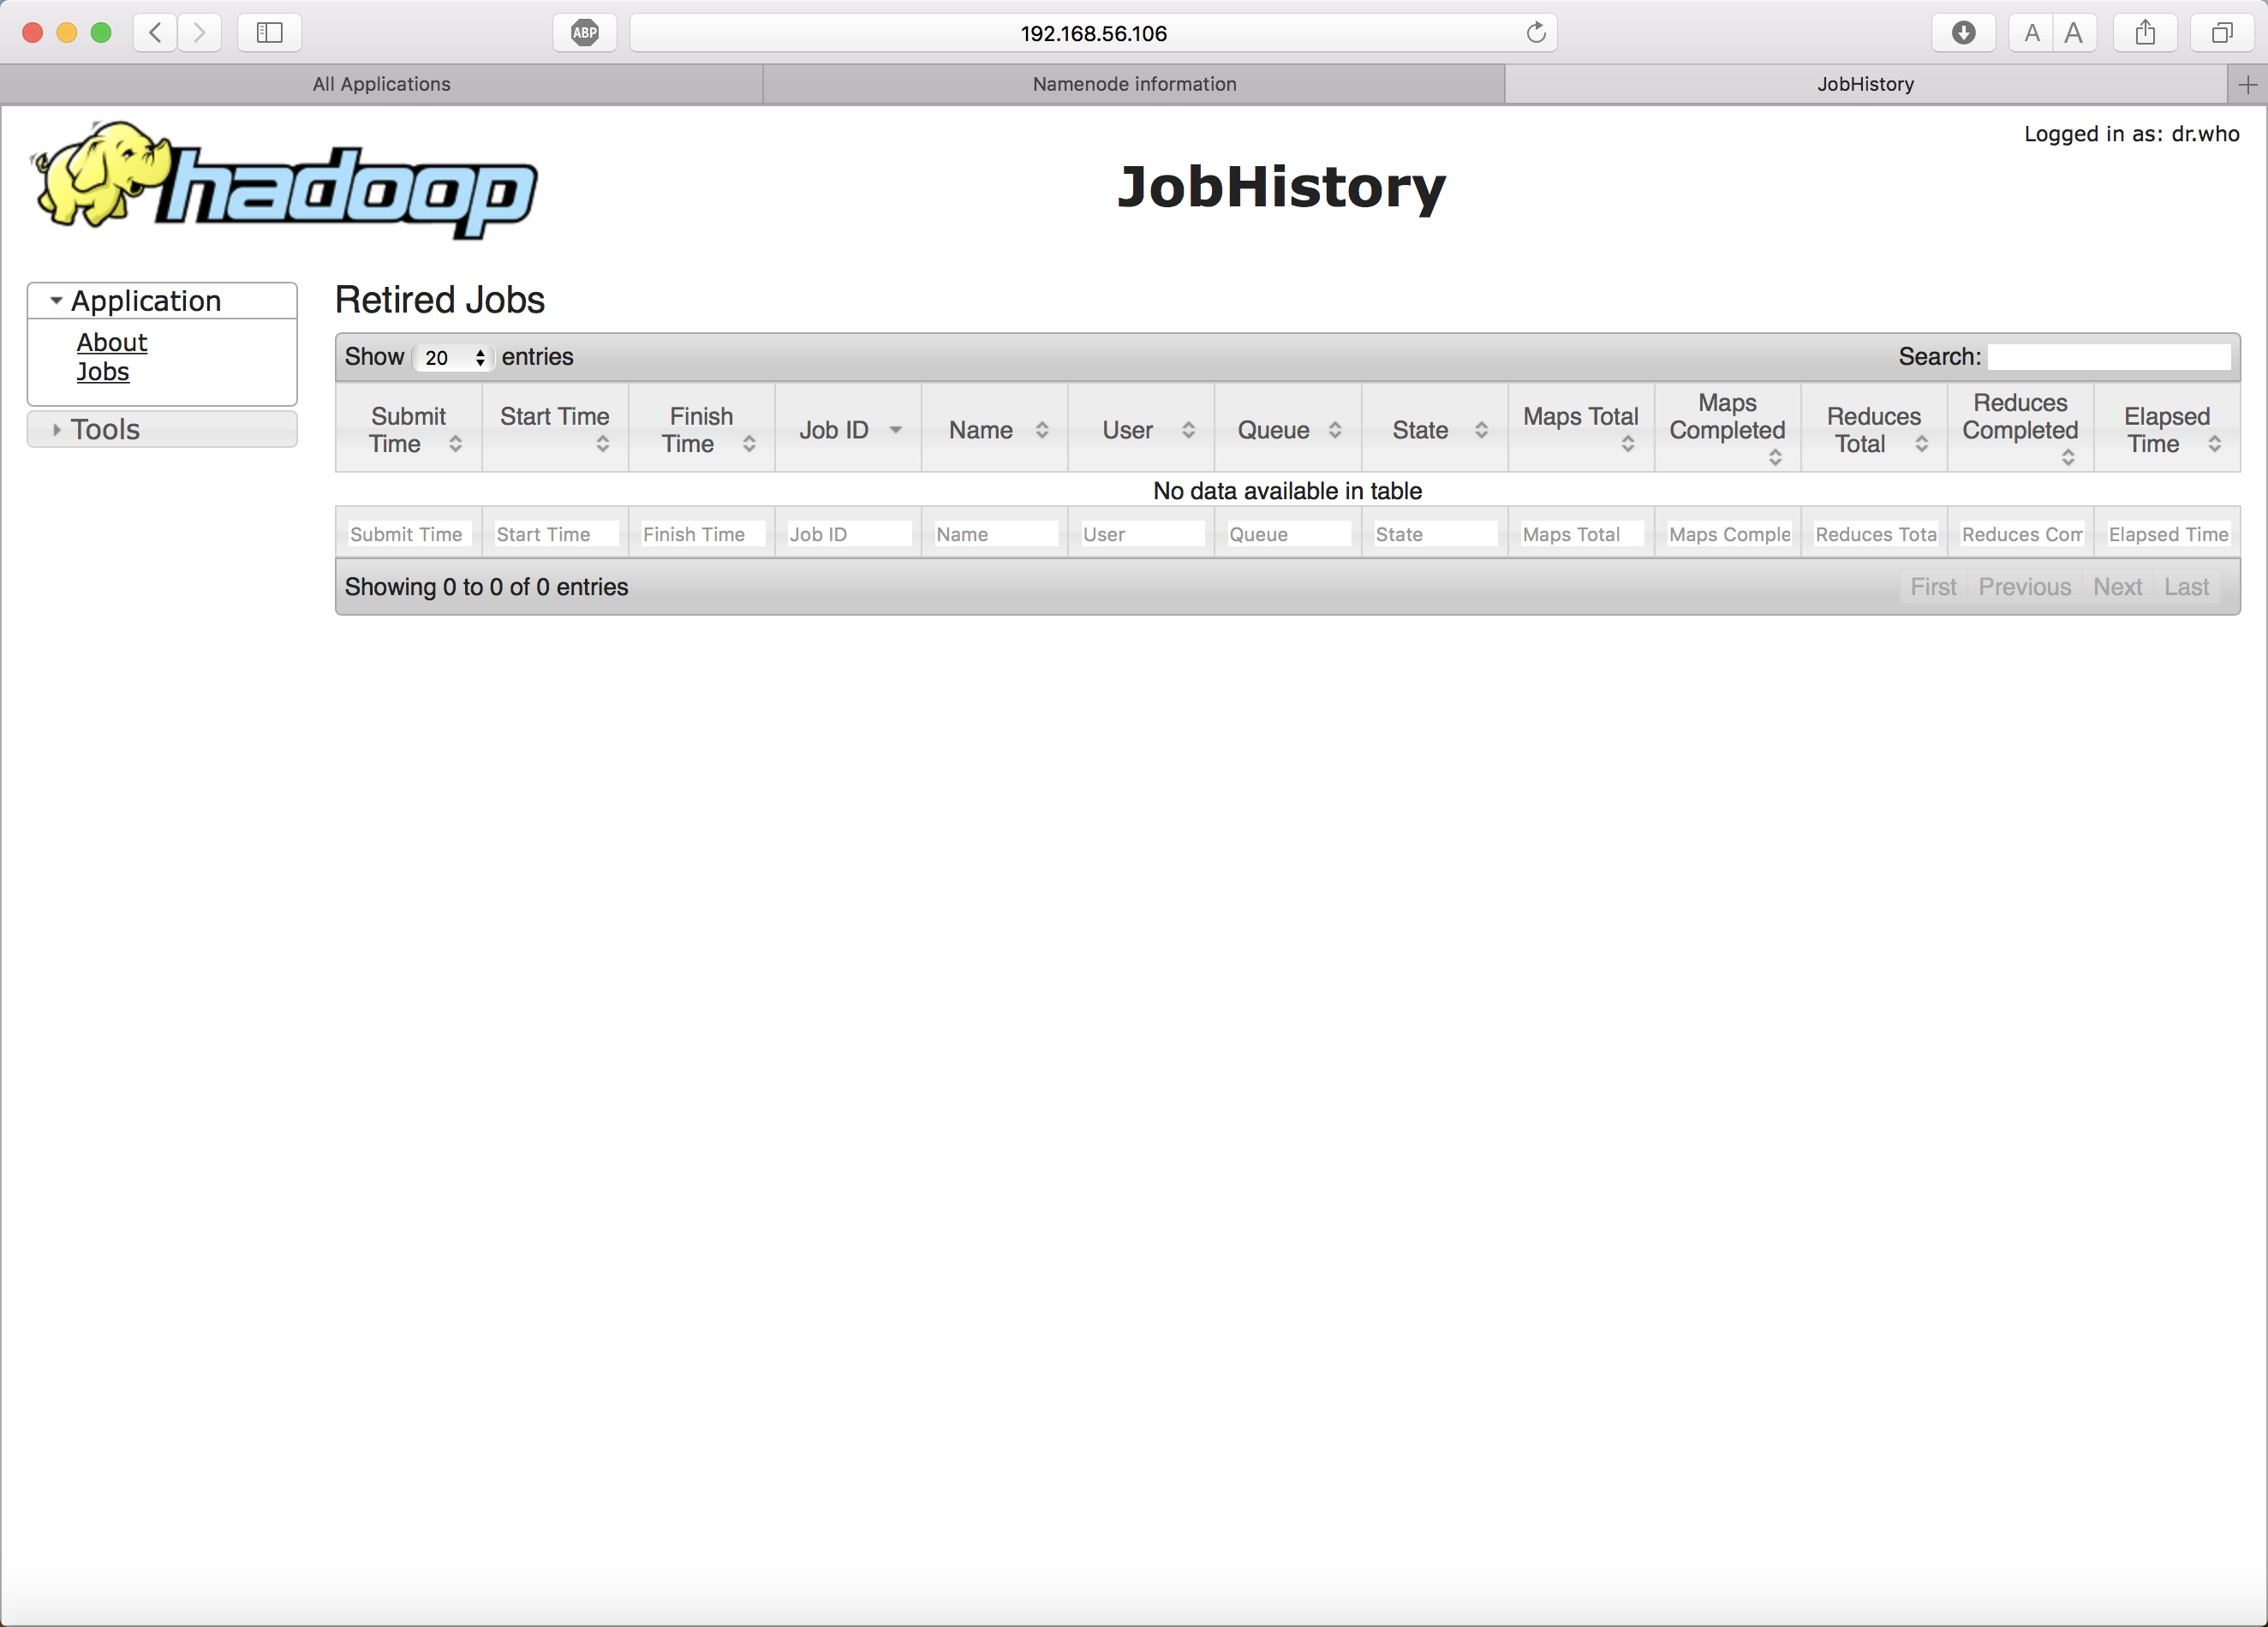 ABP
192.168.56.106
A A
All Applications
Namenode information
JobHistory
hadoop
JobHistory
Logged in as: dr.who
Application
About
Jobs
Tools
Retired Jobs
Show 20 entries
Search:
Submit Time
Start Time
Finish Time
Job ID
Name
User
Queue
State
Maps Total
Maps Completed
Reduces Total
Reduces Completed
Elapsed Time
No data available in table
Submit Time
Start Time
Finish Time
Job ID
Name
User
Queue
State
Maps Total
Maps Comple
Reduces Tota
Reduces Com
Elapsed Time
Showing 0 to 0 of 0 entries
First Previous Next Last